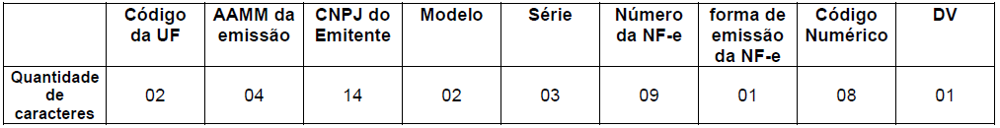 Código da UF
AAMM da emissão
CNPJ do Emitente
Modelo
Série
Número da NF-e
forma de emissão da NF-e
Código Numérico
DV
Quantidade de caracteres
02
04
14
02
03
09
01
08
01